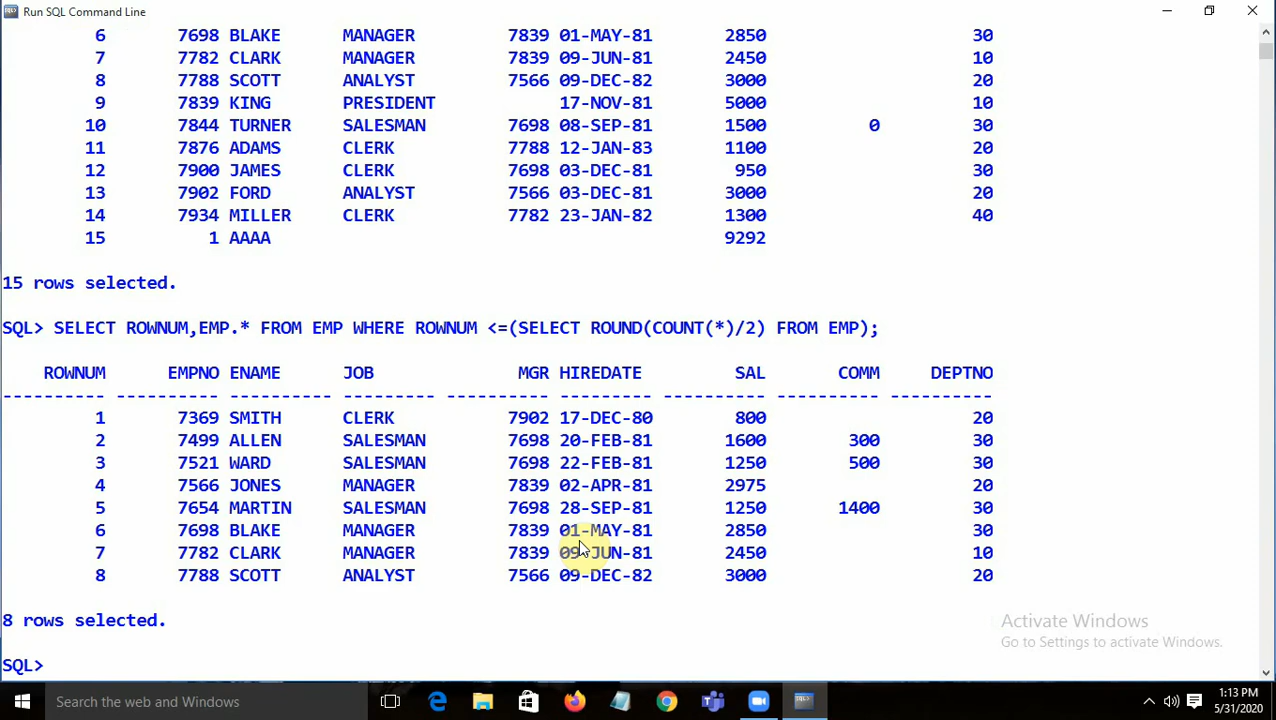 Run SQL Command Line
6 7698 BLAKE MANAGER 7839 01-MAY-81 2850 30
7 7782 CLARK MANAGER 7839 09-JUN-81 2450 10
8 7788 SCOTT ANALYST 7566 09-DEC-82 3000 20
9 7839 KING PRESIDENT 17-NOV-81 5000 10
10 7844 TURNER SALESMAN 7698 08-SEP-81 1500 0 30
11 7876 ADAMS CLERK 7788 12-JAN-83 1100 20
12 7900 JAMES CLERK 7698 03-DEC-81 950 30
13 7902 FORD ANALYST 7566 03-DEC-81 3000 20
14 7934 MILLER CLERK 7782 23-JAN-82 1300 40
15 1 AAAA 9292
15 rows selected.
SQL> SELECT ROWNUM,EMP.* FROM EMP WHERE ROWNUM <=(SELECT ROUND(COUNT(*)/2) FROM EMP);
ROWNUM EMPNO ENAME JOB MGR HIREDATE SAL COMM DEPTNO
---------- ---------- ---------- --------- ---------- --------- ---------- ---------- ----------
1 7369 SMITH CLERK 7902 17-DEC-80 800 20
2 7499 ALLEN SALESMAN 7698 20-FEB-81 1600 300 30
3 7521 WARD SALESMAN 7698 22-FEB-81 1250 500 30
4 7566 JONES MANAGER 7839 02-APR-81 2975 20
5 7654 MARTIN SALESMAN 7698 28-SEP-81 1250 1400 30
6 7698 BLAKE MANAGER 7839 01-MAY-81 2850 30
7 7782 CLARK MANAGER 7839 09-JUN-81 2450 10
8 7788 SCOTT ANALYST 7566 09-DEC-82 3000 20
8 rows selected.
SQL>
Activate Windows
Go to Settings to activate Windows.
Search the web and Windows
1:13 PM
5/31/2020